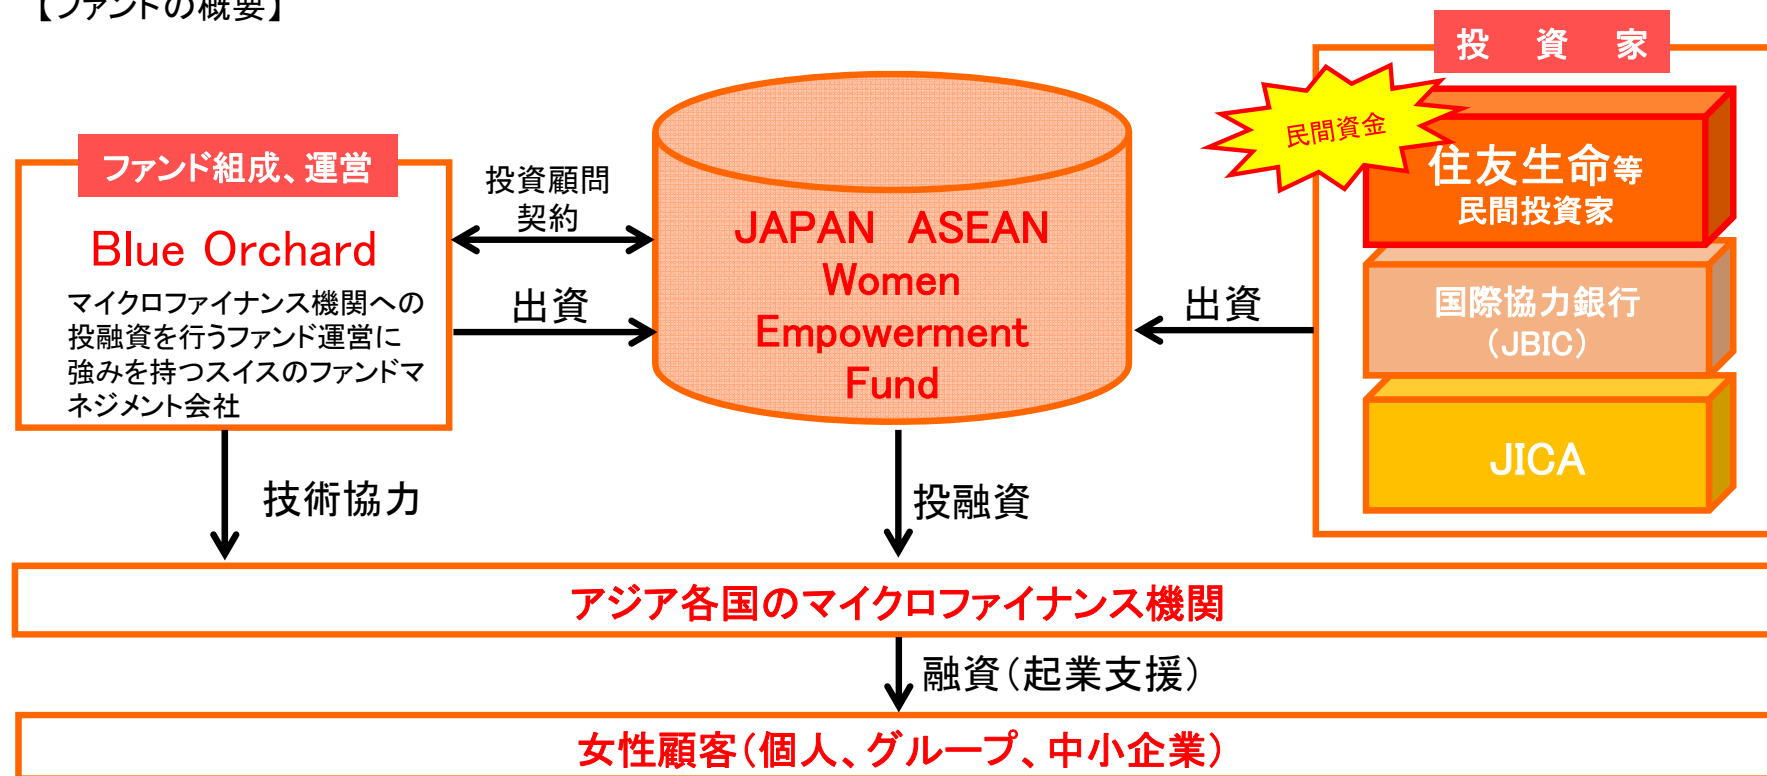 【ファンドの概要】
投　資　家
民間資金
住友生命等
民間投資家
国際協力銀行
(JBIC)
JICA
ファンド組成、運営
Blue Orchard
マイクロファイナンス機関への
投融資を行うファンド運営に
強みを持つスイスのファンドマ
ネジメント会社
投資顧問
契約
出資
JAPAN　ASEAN
Women
Empowerment
Fund
出資
技術協力
投融資
アジア各国のマイクロファイナンス機関
融資（起業支援）
女性顧客（個人、グループ、中小企業）